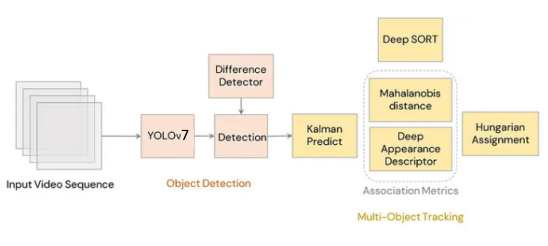 Deep SORT
Difference
Detector
Mahalanobis
distance
YOLOv7
Detection
Kalman
Predict
Deep
Appearance
Descriptor
Hungarian
Assignment
Input Video Sequence
Object Detection
Association Metrics
Multi-Object Tracking